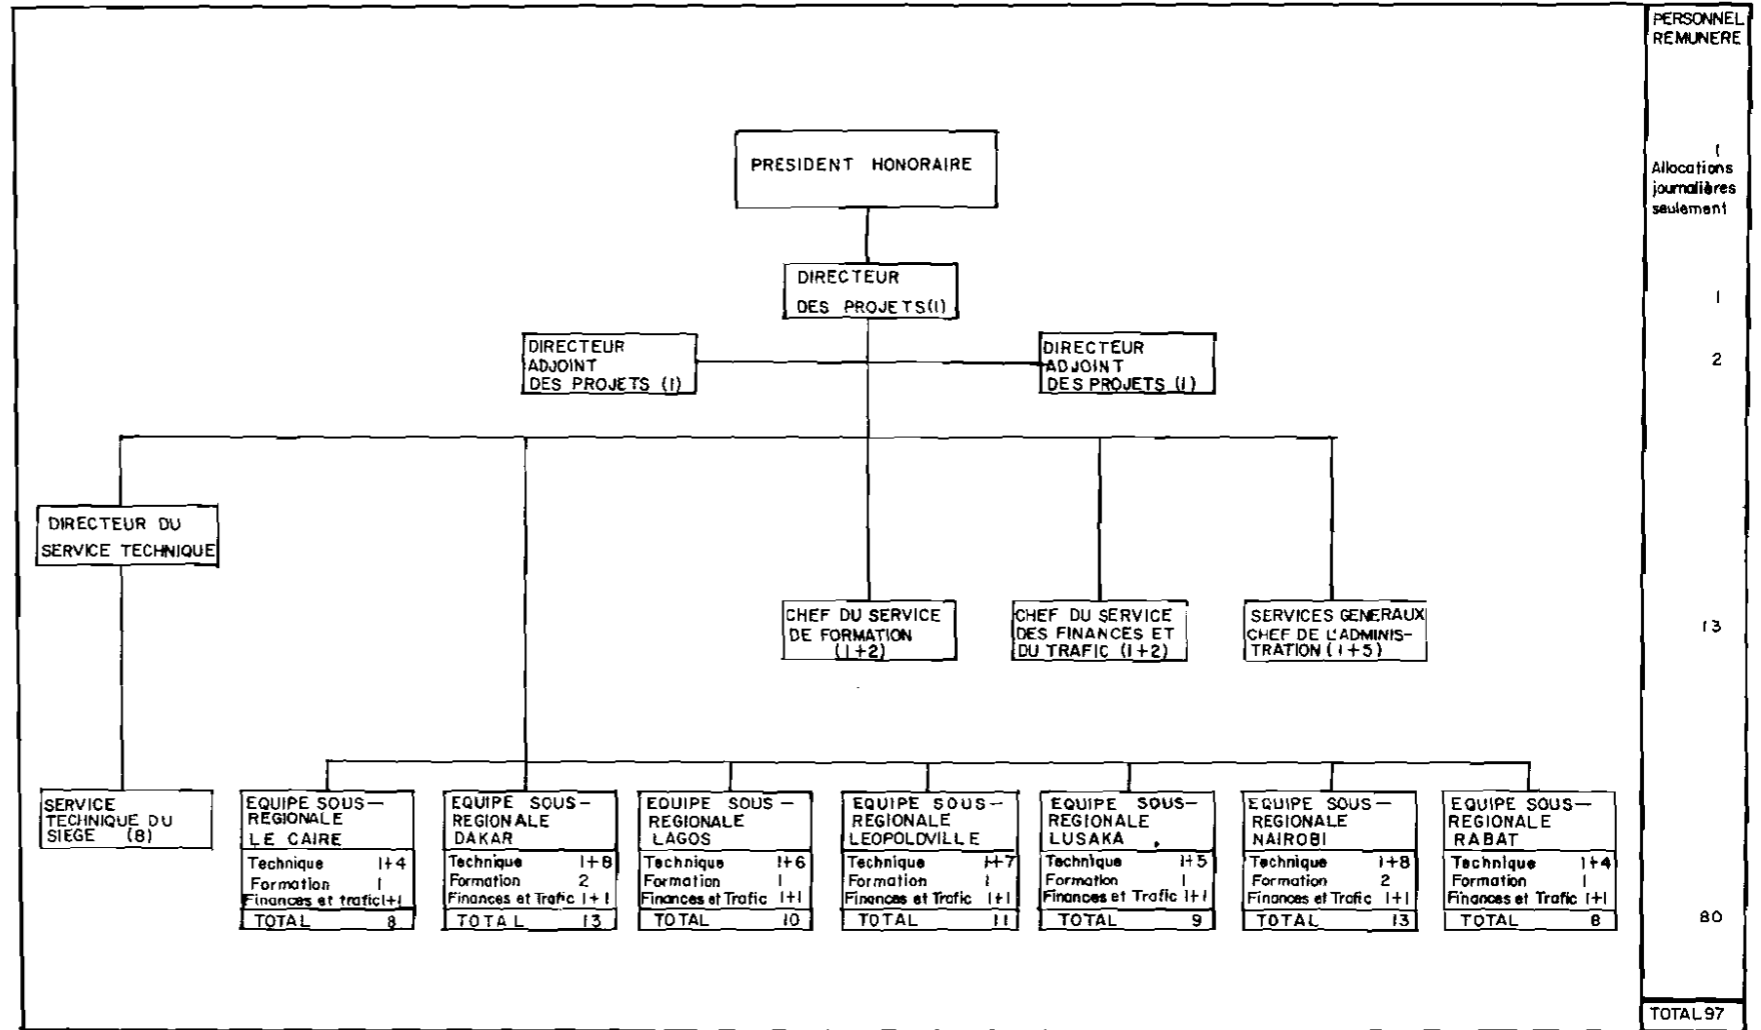 PERSONNEL
REMUNERE
PRESIDENT HONORAIRE
1
Allocations
journalières
seulement
DIRECTEUR
DES PROJETS (1)
1
DIRECTEUR
ADJOINT
DES PROJETS (1)
DIRECTEUR
ADJOINT
DES PROJETS (1)
2
DIRECTEUR DU
SERVICE TECHNIQUE
CHEF DU SERVICE
DE FORMATION
(1+2)
CHEF DU SERVICE
DES FINANCES ET
DU TRAFIC (1+2)
SERVICES GENERAUX
CHEF DE L'ADMINIS-
TRATION (1+5)
13
SERVICE
TECHNIQUE DU
SIEGE (8)
EQUIPE SOUS-
REGIONALE
LE CAIRE
Technique 1+4
Formation 1
Finances et trafic 1+1
TOTAL 8
EQUIPE SOUS-
REGIONALE
DAKAR
Technique 1+8
Formation 2
Finances et Trafic 1+1
TOTAL 13
EQUIPE SOUS-
REGIONALE
LAGOS
Technique 1+6
Formation 1
Finances et Trafic 1+1
TOTAL 10
EQUIPE SOUS-
REGIONALE
LEOPOLDVILLE
Technique 1+7
Formation 1
Finances et Trafic 1+1
TOTAL 11
EQUIPE SOUS-
REGIONALE
LUSAKA
Technique 1+5
Formation 1
Finances et Trafic 1+1
TOTAL 9
EQUIPE SOUS-
REGIONALE
NAIROBI
Technique 1+8
Formation 2
Finances et Trafic 1+1
TOTAL 13
EQUIPE SOUS-
REGIONALE
RABAT
Technique 1+4
Formation 1
Finances et Trafic 1+1
TOTAL 8
80
TOTAL 97